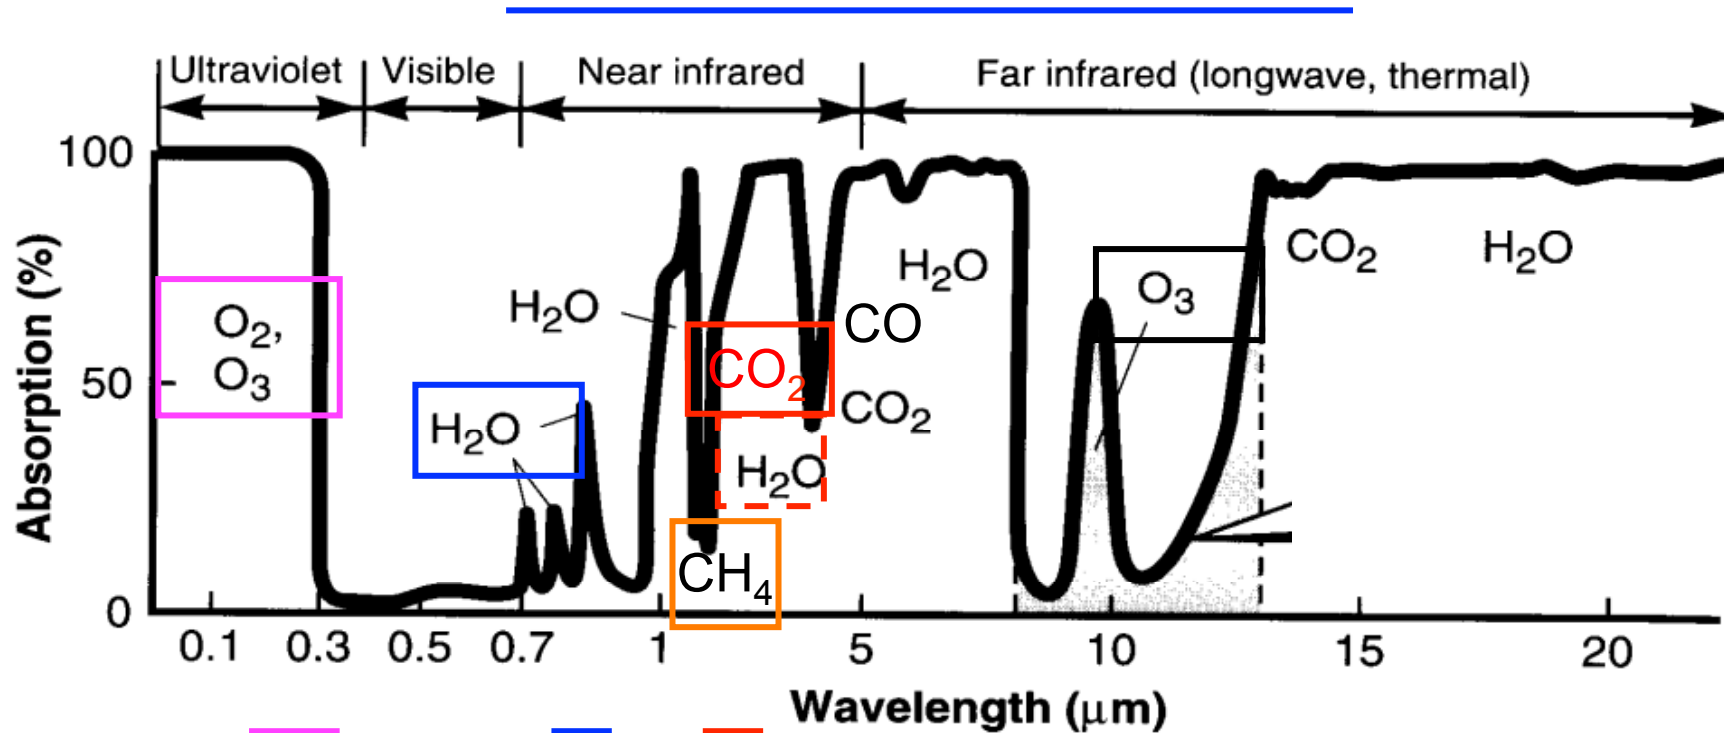 Ultraviolet Visible Near infrared Far infrared (longwave, thermal)
100
50
0
Absorption (%)
O₂,
O₃
H₂O
H₂O
CO₂
H₂O
CH₄
CO
CO₂
H₂O
O₃
CO₂
H₂O
0.1 0.3 0.5 0.7 1 5 10 15 20
Wavelength (μm)